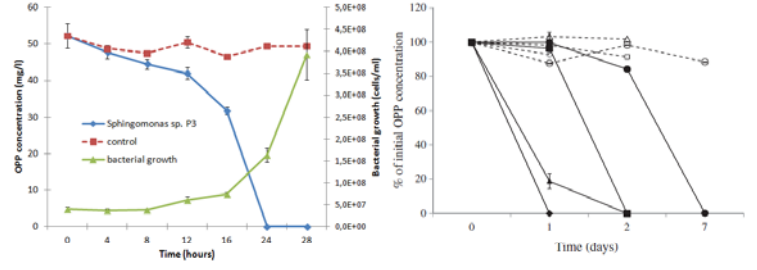 60
50
40
30
20
10
0
OPP concentration (mg/l)
Sphingomonas sp. P3
control
bacterial growth
0 4 8 12 16 24 28
Time (hours)
5,0E+08
4,5E+08
4,0E+08
3,5E+08
3,0E+08
2,5E+08
2,0E+08
1,5E+08
1,0E+08
5,0E+07
0,0E+00
Bacterial growth (cells/ml)
120
100
80
60
40
20
0
% of initial OPP concentration
0 1 2 7
Time (days)